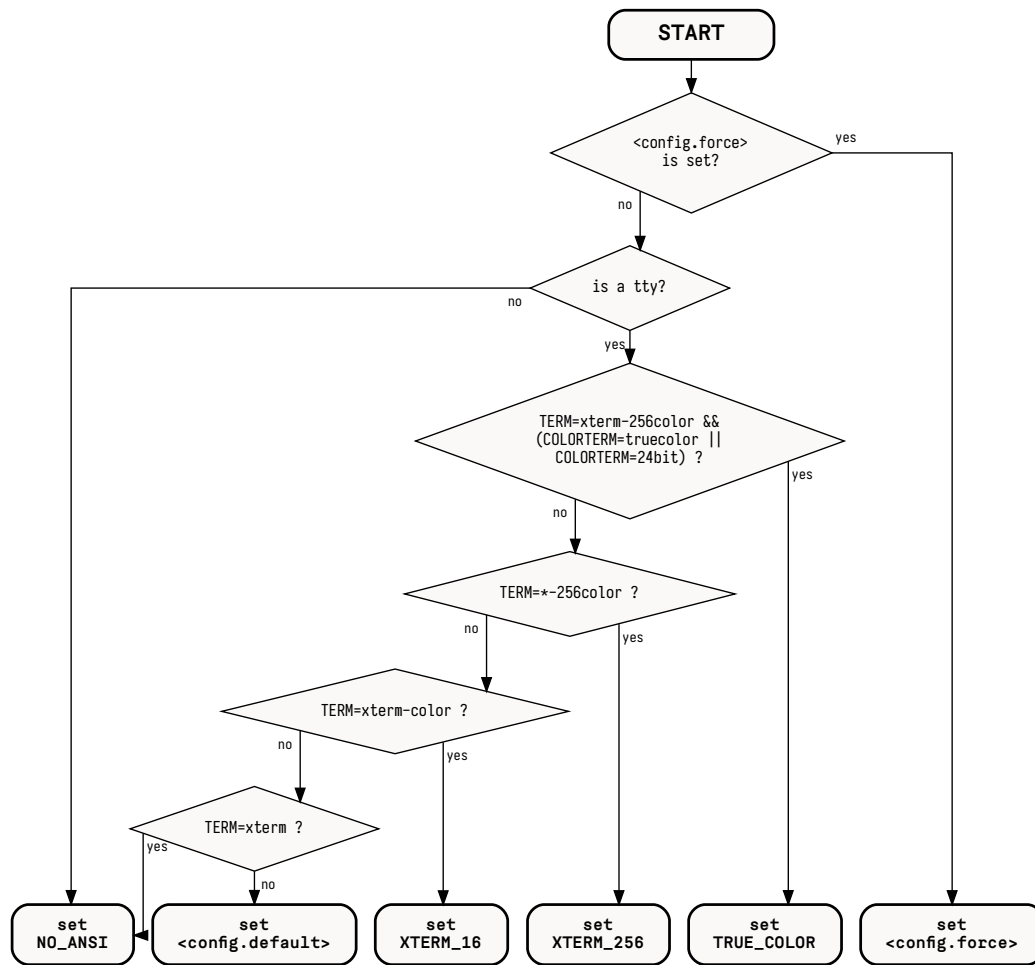 START
<config.force>
is set?
yes
no
is a tty?
no
yes
TERM=xterm-256color &&
(COLORTERM=truecolor ||
COLORTERM=24bit) ?
yes
no
TERM=*-256color ?
no
yes
TERM=xterm-color ?
no
yes
TERM=xterm ?
yes
no
set
NO_ANSI
set
<config.default>
set
XTERM_16
set
XTERM_256
set
TRUE_COLOR
set
<config.force>